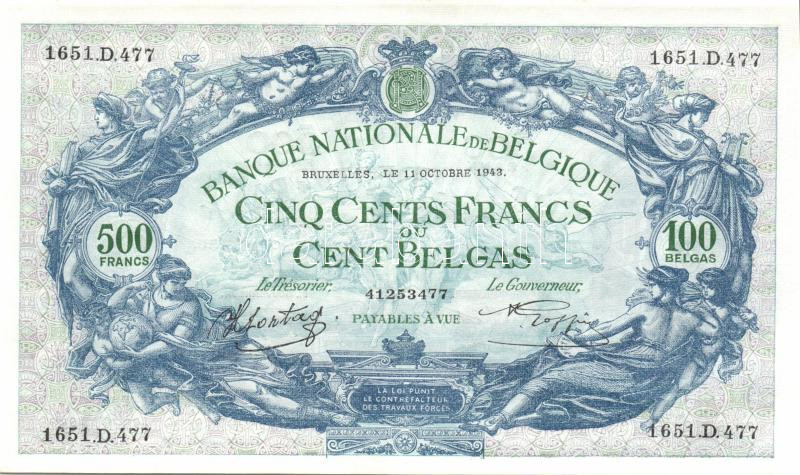 1651.D.477
1651.D.477
BANQUE NATIONALE DE BELGIQUE
BRUXELLES, LE 11 OCTOBRE 1943.
CINQ CENTS FRANCS
OU
CENT BELGAS
500
FRANCS
100
BELGAS
Le Trésorier,
41253477
Le Gouverneur,
PAYABLES À VUE
LA LOI PUNIT
LE CONTREFACTEUR
DES TRAVAUX FORCÉS
1651.D.477
1651.D.477